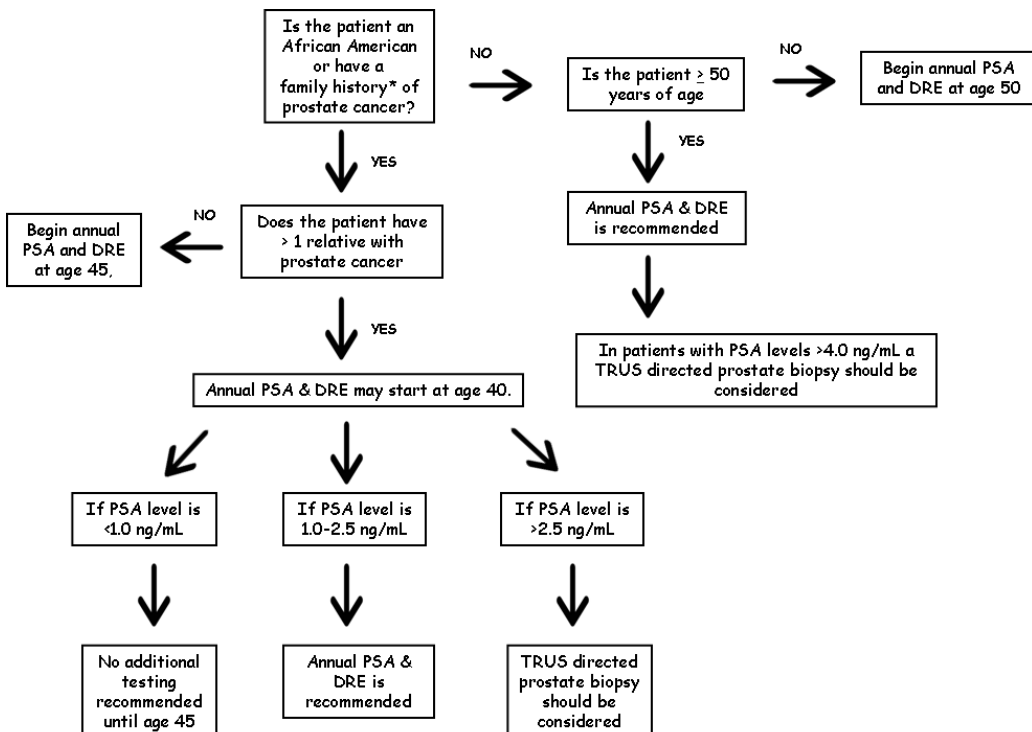 Is the patient an
African American
or have a
family history* of
prostate cancer?
NO
Is the patient ≥ 50
years of age
NO
Begin annual PSA
and DRE at age 50
YES
YES
Begin annual
PSA and DRE
at age 45,
NO
Does the patient have
> 1 relative with
prostate cancer
Annual PSA & DRE
is recommended
YES
In patients with PSA levels >4.0 ng/mL a
TRUS directed prostate biopsy should be
considered
Annual PSA & DRE may start at age 40.
If PSA level is
<1.0 ng/mL
If PSA level is
1.0-2.5 ng/mL
If PSA level is
>2.5 ng/mL
No additional
testing
recommended
until age 45
Annual PSA &
DRE is
recommended
TRUS directed
prostate biopsy
should be
considered